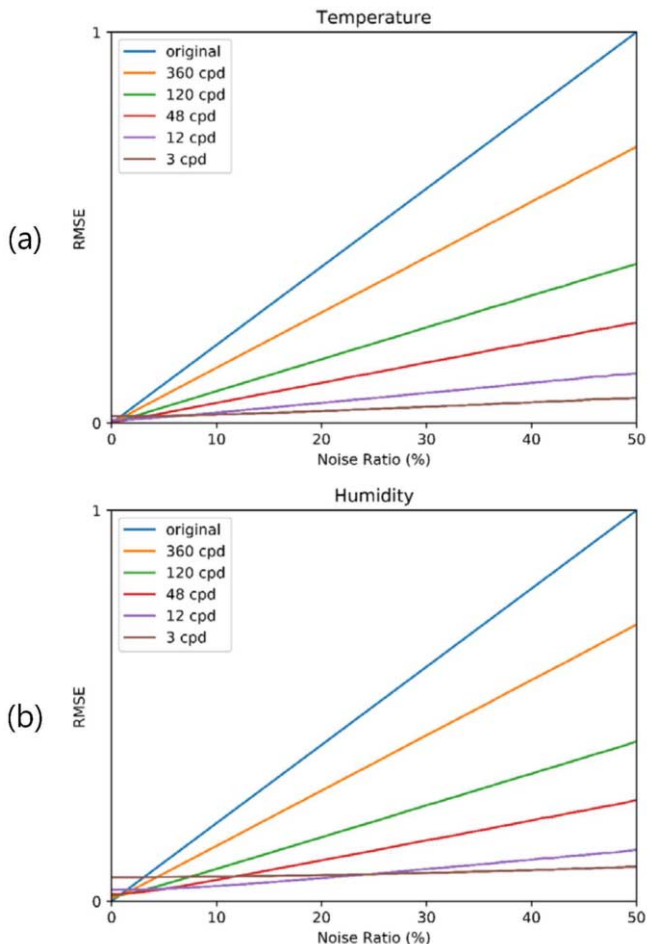 Temperature
1
original
360 cpd
120 cpd
48 cpd
12 cpd
3 cpd
(a)
RMSE
0
0 10 20 30 40 50
Noise Ratio (%)
Humidity
1
original
360 cpd
120 cpd
48 cpd
12 cpd
3 cpd
(b)
RMSE
0
0 10 20 30 40 50
Noise Ratio (%)